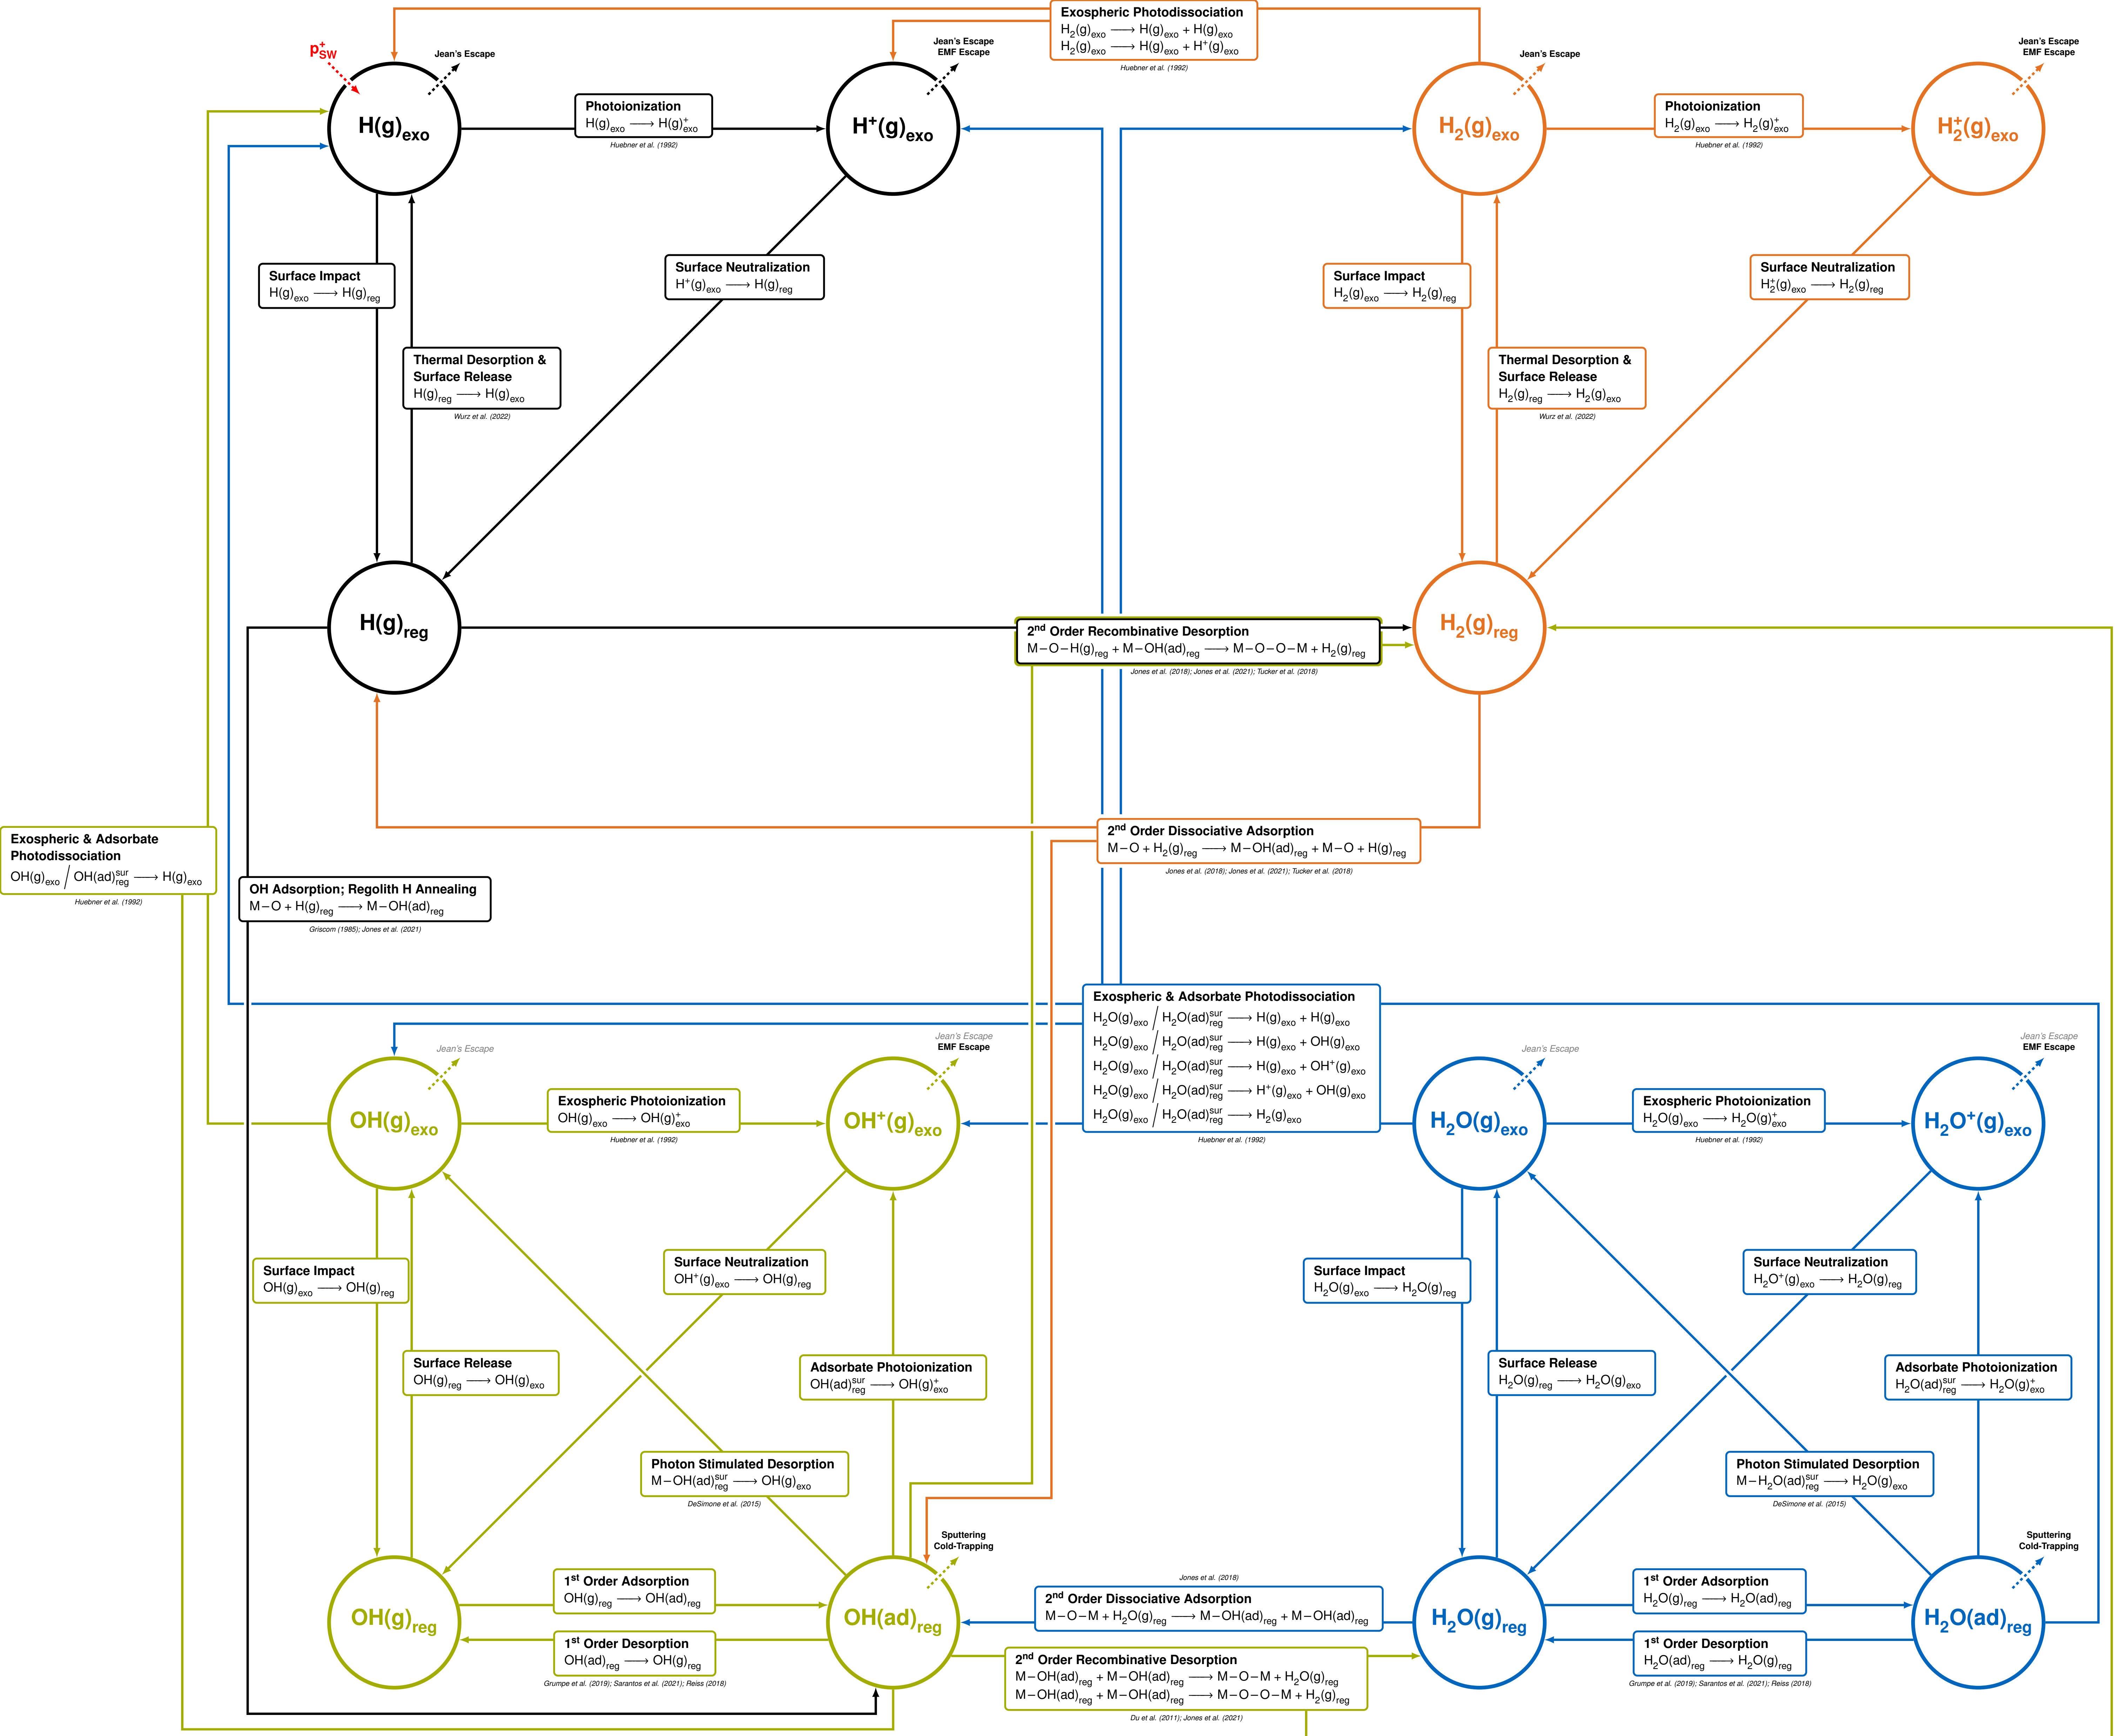 Exospheric Photodissociation
H₂(g)exo ⟶ H(g)exo + H(g)exo
H₂(g)exo ⟶ H(g)exo + H⁺(g)exo
Huebner et al. (1992)
p⁺SW
Jean's Escape
Jean's Escape
EMF Escape
Jean's Escape
Jean's Escape
EMF Escape
H(g)exo
Photoionization
H(g)exo ⟶ H(g)⁺exo
Huebner et al. (1992)
H⁺(g)exo
H₂(g)exo
Photoionization
H₂(g)exo ⟶ H₂(g)⁺exo
Huebner et al. (1992)
H₂⁺(g)exo
Surface Impact
H(g)exo ⟶ H(g)reg
Surface Neutralization
H⁺(g)exo ⟶ H(g)reg
Surface Impact
H₂(g)exo ⟶ H₂(g)reg
Surface Neutralization
H₂⁺(g)exo ⟶ H₂(g)reg
Thermal Desorption &
Surface Release
H(g)reg ⟶ H(g)exo
Wurz et al. (2022)
Thermal Desorption &
Surface Release
H₂(g)reg ⟶ H₂(g)exo
Wurz et al. (2022)
H(g)reg
2nd Order Recombinative Desorption
M−O−H(g)reg + M−OH(ad)reg ⟶ M−O−O−M + H₂(g)reg
Jones et al. (2018); Jones et al. (2021); Tucker et al. (2018)
H₂(g)reg
2nd Order Dissociative Adsorption
M−O + H₂(g)reg ⟶ M−OH(ad)reg + M−O + H(g)reg
Jones et al. (2018); Jones et al. (2021); Tucker et al. (2018)
Exospheric & Adsorbate
Photodissociation
OH(g)exo / OH(ad)sur reg ⟶ H(g)exo
Huebner et al. (1992)
OH Adsorption; Regolith H Annealing
M−O + H(g)reg ⟶ M−OH(ad)reg
Griscom (1985); Jones et al. (2021)
Exospheric & Adsorbate Photodissociation
H₂O(g)exo / H₂O(ad)sur reg ⟶ H(g)exo + H(g)exo
H₂O(g)exo / H₂O(ad)sur reg ⟶ H(g)exo + OH(g)exo
H₂O(g)exo / H₂O(ad)sur reg ⟶ H(g)exo + OH⁺(g)exo
H₂O(g)exo / H₂O(ad)sur reg ⟶ H⁺(g)exo + OH(g)exo
H₂O(g)exo / H₂O(ad)sur reg ⟶ H₂(g)exo
Huebner et al. (1992)
Jean's Escape
Jean's Escape
EMF Escape
Jean's Escape
Jean's Escape
EMF Escape
OH(g)exo
Exospheric Photoionization
OH(g)exo ⟶ OH(g)⁺exo
Huebner et al. (1992)
OH⁺(g)exo
H₂O(g)exo
Exospheric Photoionization
H₂O(g)exo ⟶ H₂O(g)⁺exo
Huebner et al. (1992)
H₂O⁺(g)exo
Surface Impact
OH(g)exo ⟶ OH(g)reg
Surface Neutralization
OH⁺(g)exo ⟶ OH(g)reg
Surface Impact
H₂O(g)exo ⟶ H₂O(g)reg
Surface Neutralization
H₂O⁺(g)exo ⟶ H₂O(g)reg
Surface Release
OH(g)reg ⟶ OH(g)exo
Adsorbate Photoionization
OH(ad)sur reg ⟶ OH(g)⁺exo
Surface Release
H₂O(g)reg ⟶ H₂O(g)exo
Adsorbate Photoionization
H₂O(ad)sur reg ⟶ H₂O(g)⁺exo
Photon Stimulated Desorption
M−OH(ad)sur reg ⟶ OH(g)exo
DeSimone et al. (2015)
Photon Stimulated Desorption
M−H₂O(ad)sur reg ⟶ H₂O(g)exo
DeSimone et al. (2015)
Sputtering
Cold-Trapping
Sputtering
Cold-Trapping
OH(g)reg
1st Order Adsorption
OH(g)reg ⟶ OH(ad)reg
1st Order Desorption
OH(ad)reg ⟶ OH(g)reg
Grumpe et al. (2019); Sarantos et al. (2021); Reiss (2018)
OH(ad)reg
Jones et al. (2018)
2nd Order Dissociative Adsorption
M−O−M + H₂O(g)reg ⟶ M−OH(ad)reg + M−OH(ad)reg
2nd Order Recombinative Desorption
M−OH(ad)reg + M−OH(ad)reg ⟶ M−O−M + H₂O(g)reg
M−OH(ad)reg + M−OH(ad)reg ⟶ M−O−O−M + H₂(g)reg
Du et al. (2011); Jones et al. (2021)
H₂O(g)reg
1st Order Adsorption
H₂O(g)reg ⟶ H₂O(ad)reg
1st Order Desorption
H₂O(ad)reg ⟶ H₂O(g)reg
Grumpe et al. (2019); Sarantos et al. (2021); Reiss (2018)
H₂O(ad)reg